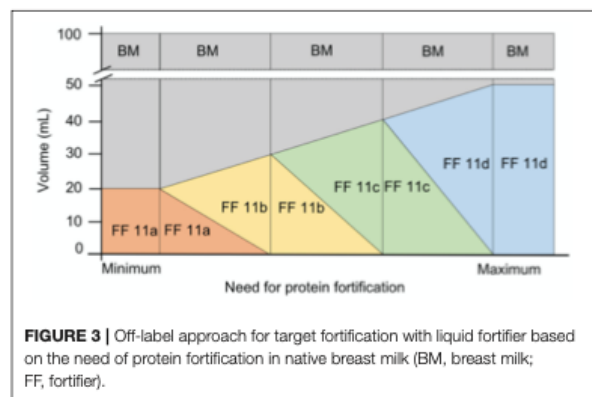 100
BM BM BM BM BM
50
40
30
20
10
0
Volume (mL)
FF 11a FF 11a FF 11b FF 11b FF 11c FF 11c FF 11d FF 11d
Minimum Maximum
Need for protein fortification
FIGURE 3 | Off-label approach for target fortification with liquid fortifier based
on the need of protein fortification in native breast milk (BM, breast milk;
FF, fortifier).